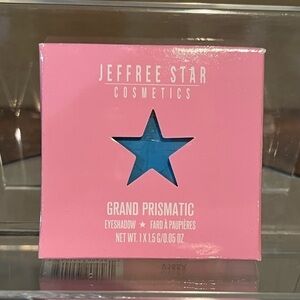 JEFFREE STAR
COSMETICS
GRAND PRISMATIC
EYESHADOW ★ FARD À PAUPIÈRES
NET WT. 1 X 1.5 G/0.05 OZ.